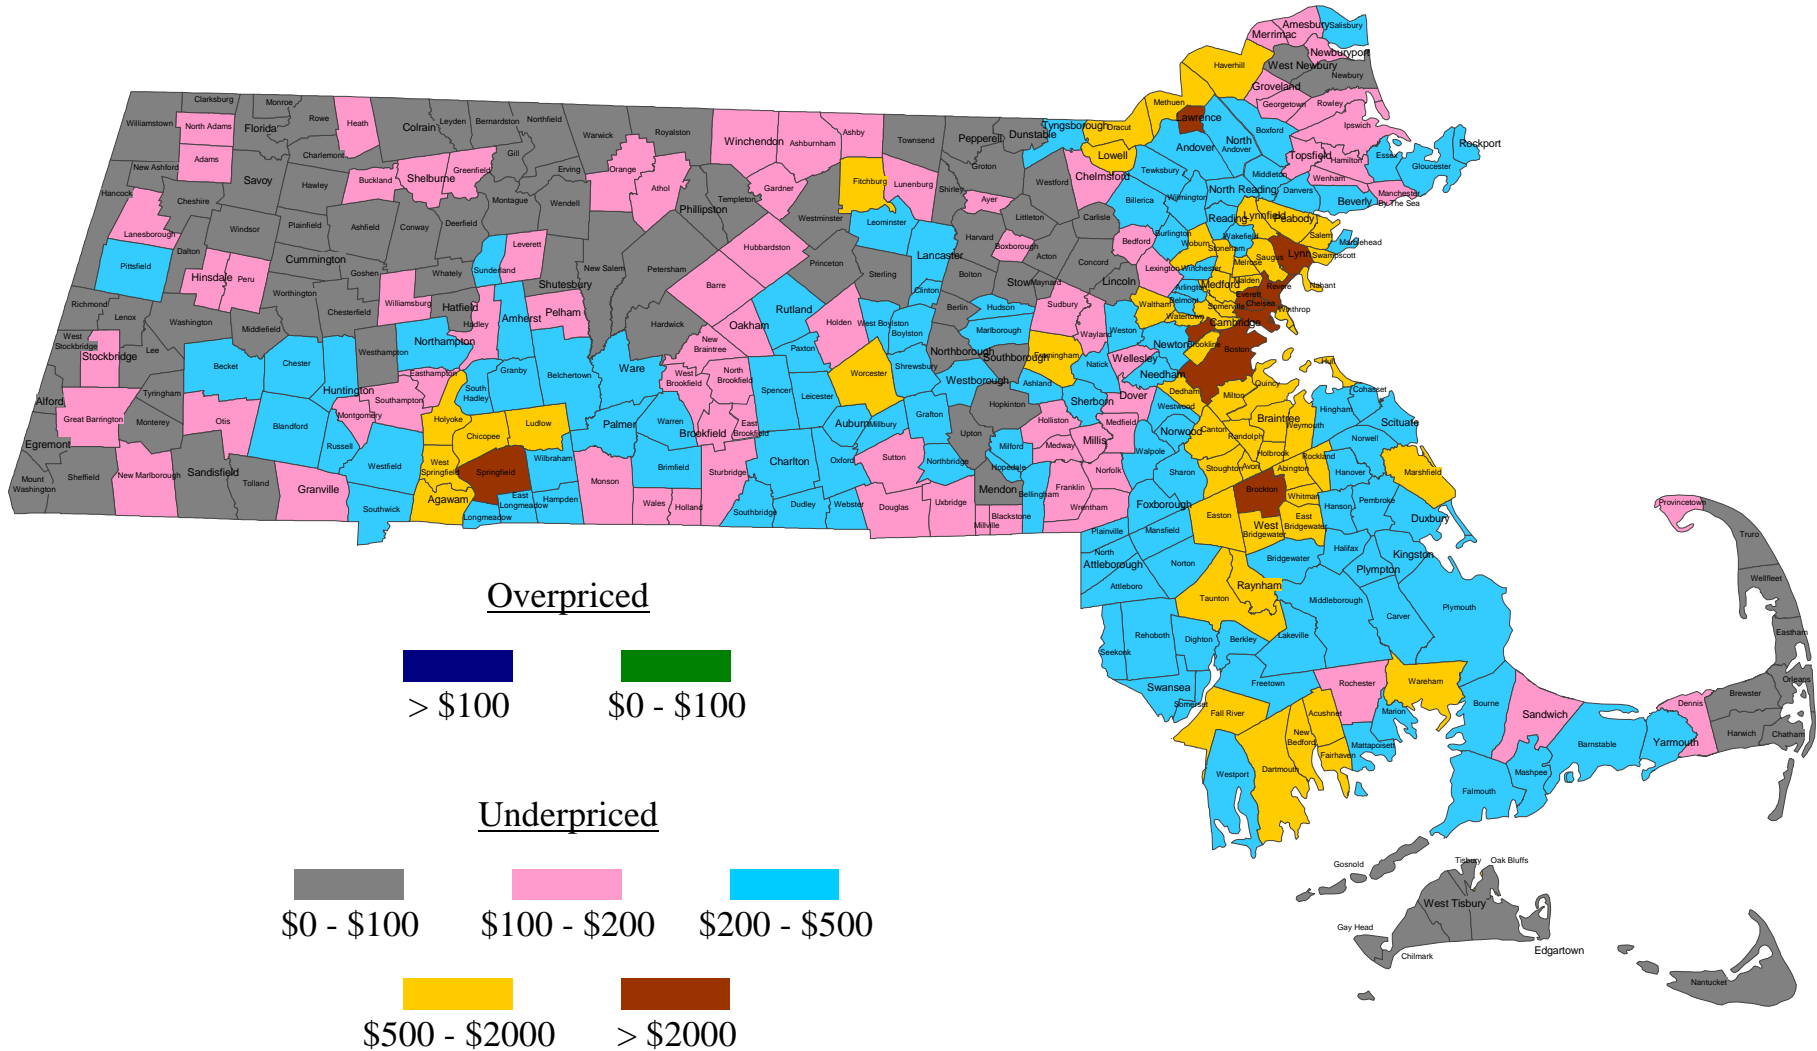 Amesbury
Salisbury
Merrimac
Newburyport
Haverhill
West Newbury
Newbury
Groveland
Georgetown
Rowley
Ipswich
Methuen
Lawrence
Boxford
Topsfield
Hamilton
Wenham
Essex
Gloucester
Rockport
Manchester
By The Sea
Beverly
Danvers
Middleton
Andover
North
Andover
Tyngsborough
Dracut
Lowell
Dunstable
Pepperell
Townsend
Groton
Westford
Chelmsford
Tewksbury
Billerica
Wilmington
North Reading
Reading
Lynnfield
Peabody
Salem
Marblehead
Swampscott
Lynn
Saugus
Wakefield
Stoneham
Melrose
Malden
Revere
Nahant
Burlington
Woburn
Winchester
Medford
Everett
Chelsea
Winthrop
Somerville
Arlington
Belmont
Cambridge
Watertown
Waltham
Lexington
Bedford
Carlisle
Concord
Lincoln
Acton
Littleton
Boxborough
Ayer
Shirley
Harvard
Stow
Maynard
Bolton
Sudbury
Wayland
Weston
Newton
Brookline
Boston
Clarksburg
Monroe
Williamstown
North Adams
Florida
Rowe
Heath
Colrain
Leyden
Bernardston
Northfield
Warwick
Royalston
Winchendon
Ashburnham
Ashby
Adams
New Ashford
Savoy
Charlemont
Hawley
Buckland
Shelburne
Greenfield
Gill
Erving
Orange
Athol
Phillipston
Templeton
Gardner
Westminster
Fitchburg
Lunenburg
Leominster
Lancaster
Hancock
Cheshire
Lanesborough
Windsor
Plainfield
Ashfield
Conway
Deerfield
Montague
Wendell
New Salem
Petersham
Hubbardston
Princeton
Sterling
Clinton
Pittsfield
Dalton
Hinsdale
Peru
Cummington
Goshen
Worthington
Chesterfield
Williamsburg
Whately
Hatfield
Hadley
Sunderland
Leverett
Shutesbury
Amherst
Pelham
Barre
Hardwick
Oakham
Rutland
Holden
West Boylston
Boylston
Berlin
Hudson
Marlborough
Northborough
Southborough
Framingham
Natick
Wellesley
Needham
Richmond
Lenox
Washington
Middlefield
West
Stockbridge
Stockbridge
Lee
Becket
Chester
Huntington
Westhampton
Northampton
Easthampton
Southampton
South
Hadley
Granby
Belchertown
Ware
New
Braintree
West
Brookfield
North
Brookfield
East
Brookfield
Brookfield
Spencer
Paxton
Leicester
Worcester
Shrewsbury
Westborough
Ashland
Sherborn
Dover
Dedham
Westwood
Alford
Great Barrington
Tyringham
Monterey
Otis
Blandford
Montgomery
Russell
Westfield
Holyoke
Chicopee
Ludlow
Palmer
Warren
Auburn
Millbury
Grafton
Hopkinton
Upton
Milford
Hopedale
Holliston
Medway
Millis
Medfield
Norfolk
Walpole
Norwood
Egremont
Mount
Washington
Sheffield
New Marlborough
Sandisfield
Tolland
Granville
Southwick
West
Springfield
Agawam
Springfield
Longmeadow
East
Longmeadow
Wilbraham
Hampden
Monson
Brimfield
Wales
Holland
Sturbridge
Southbridge
Charlton
Dudley
Oxford
Webster
Sutton
Douglas
Northbridge
Uxbridge
Millville
Blackstone
Mendon
Bellingham
Franklin
Wrentham
Foxborough
Sharon
Canton
Milton
Quincy
Hull
Braintree
Weymouth
Randolph
Holbrook
Hingham
Cohasset
Scituate
Norwell
Rockland
Abington
Avon
Stoughton
Brockton
Whitman
Hanover
Marshfield
Pembroke
Hanson
Duxbury
Easton
West
Bridgewater
East
Bridgewater
Bridgewater
Halifax
Kingston
Plympton
Plainville
Mansfield
North
Attleborough
Attleboro
Norton
Taunton
Raynham
Middleborough
Carver
Plymouth
Rehoboth
Seekonk
Dighton
Berkley
Lakeville
Swansea
Somerset
Freetown
Fall River
Rochester
Wareham
Marion
Mattapoisett
Acushnet
New
Bedford
Fairhaven
Dartmouth
Westport
Bourne
Sandwich
Falmouth
Mashpee
Barnstable
Yarmouth
Dennis
Brewster
Harwich
Chatham
Orleans
Eastham
Wellfleet
Truro
Provincetown
Gosnold
Tisbury
Oak Bluffs
West Tisbury
Gay Head
Chilmark
Edgartown
Nantucket
Overpriced
> $100
$0 - $100
Underpriced
$0 - $100
$100 - $200
$200 - $500
$500 - $2000
> $2000